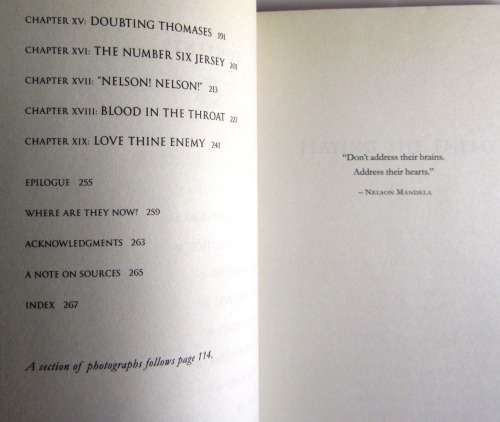 CHAPTER XV: DOUBTING THOMASES 191
CHAPTER XVI: THE NUMBER SIX JERSEY 201
CHAPTER XVII: "NELSON! NELSON!" 213
CHAPTER XVIII: BLOOD IN THE THROAT 227
CHAPTER XIX: LOVE THINE ENEMY 241
EPILOGUE 255
WHERE ARE THEY NOW? 259
ACKNOWLEDGMENTS 263
A NOTE ON SOURCES 265
INDEX 267
A section of photographs follows page 114.
"Don't address their brains.
Address their hearts."
– NELSON MANDELA